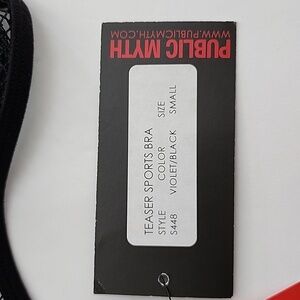 PUBLIC MYTH
WWW.PUBLICMYTH.COM
TEASER SPORTS BRA
STYLE COLOR SIZE
S448 VIOLET/BLACK SMALL